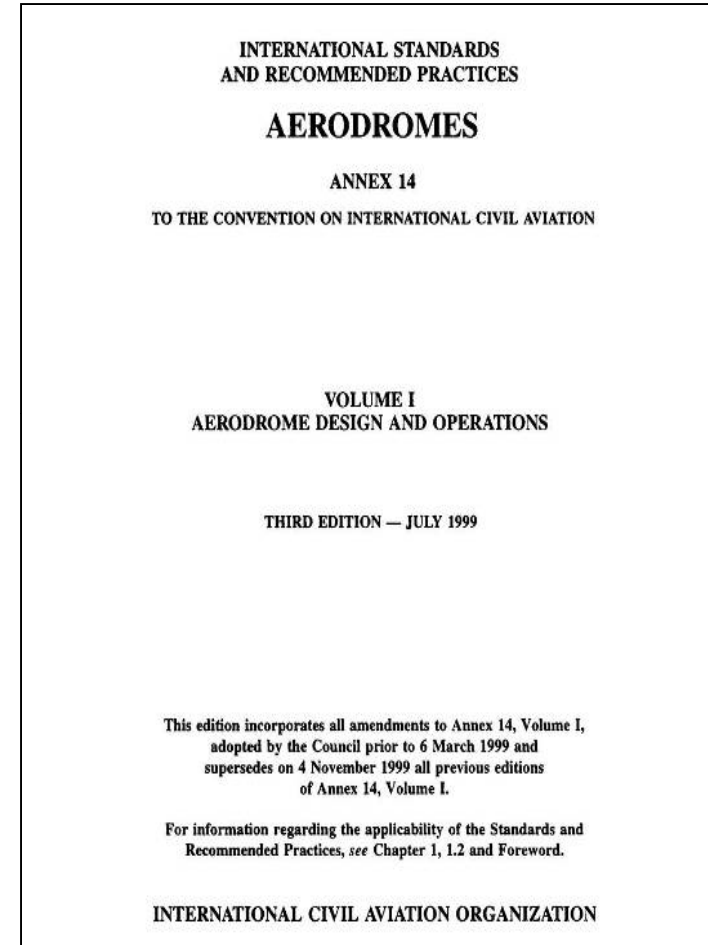 INTERNATIONAL STANDARDS
AND RECOMMENDED PRACTICES
AERODROMES
ANNEX 14
TO THE CONVENTION ON INTERNATIONAL CIVIL AVIATION
VOLUME I
AERODROME DESIGN AND OPERATIONS
THIRD EDITION — JULY 1999
This edition incorporates all amendments to Annex 14, Volume I,
adopted by the Council prior to 6 March 1999 and
supersedes on 4 November 1999 all previous editions
of Annex 14, Volume I.
For information regarding the applicability of the Standards and
Recommended Practices, see Chapter 1, 1.2 and Foreword.
INTERNATIONAL CIVIL AVIATION ORGANIZATION